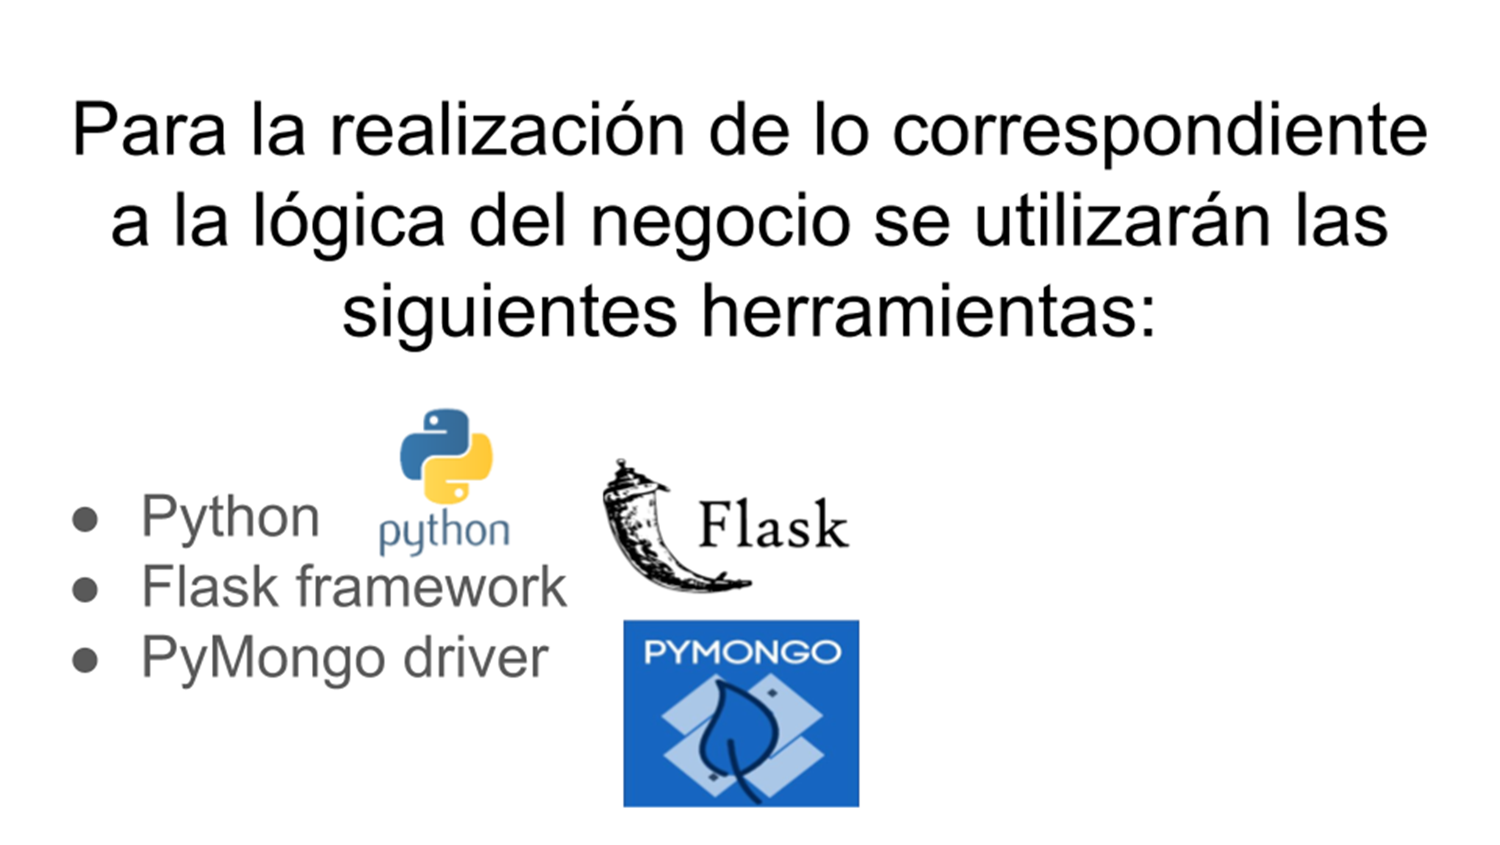 Para la realización de lo correspondiente
a la lógica del negocio se utilizarán las
siguientes herramientas:
● Python
python
Flask
● Flask framework
● PyMongo driver
PYMONGO